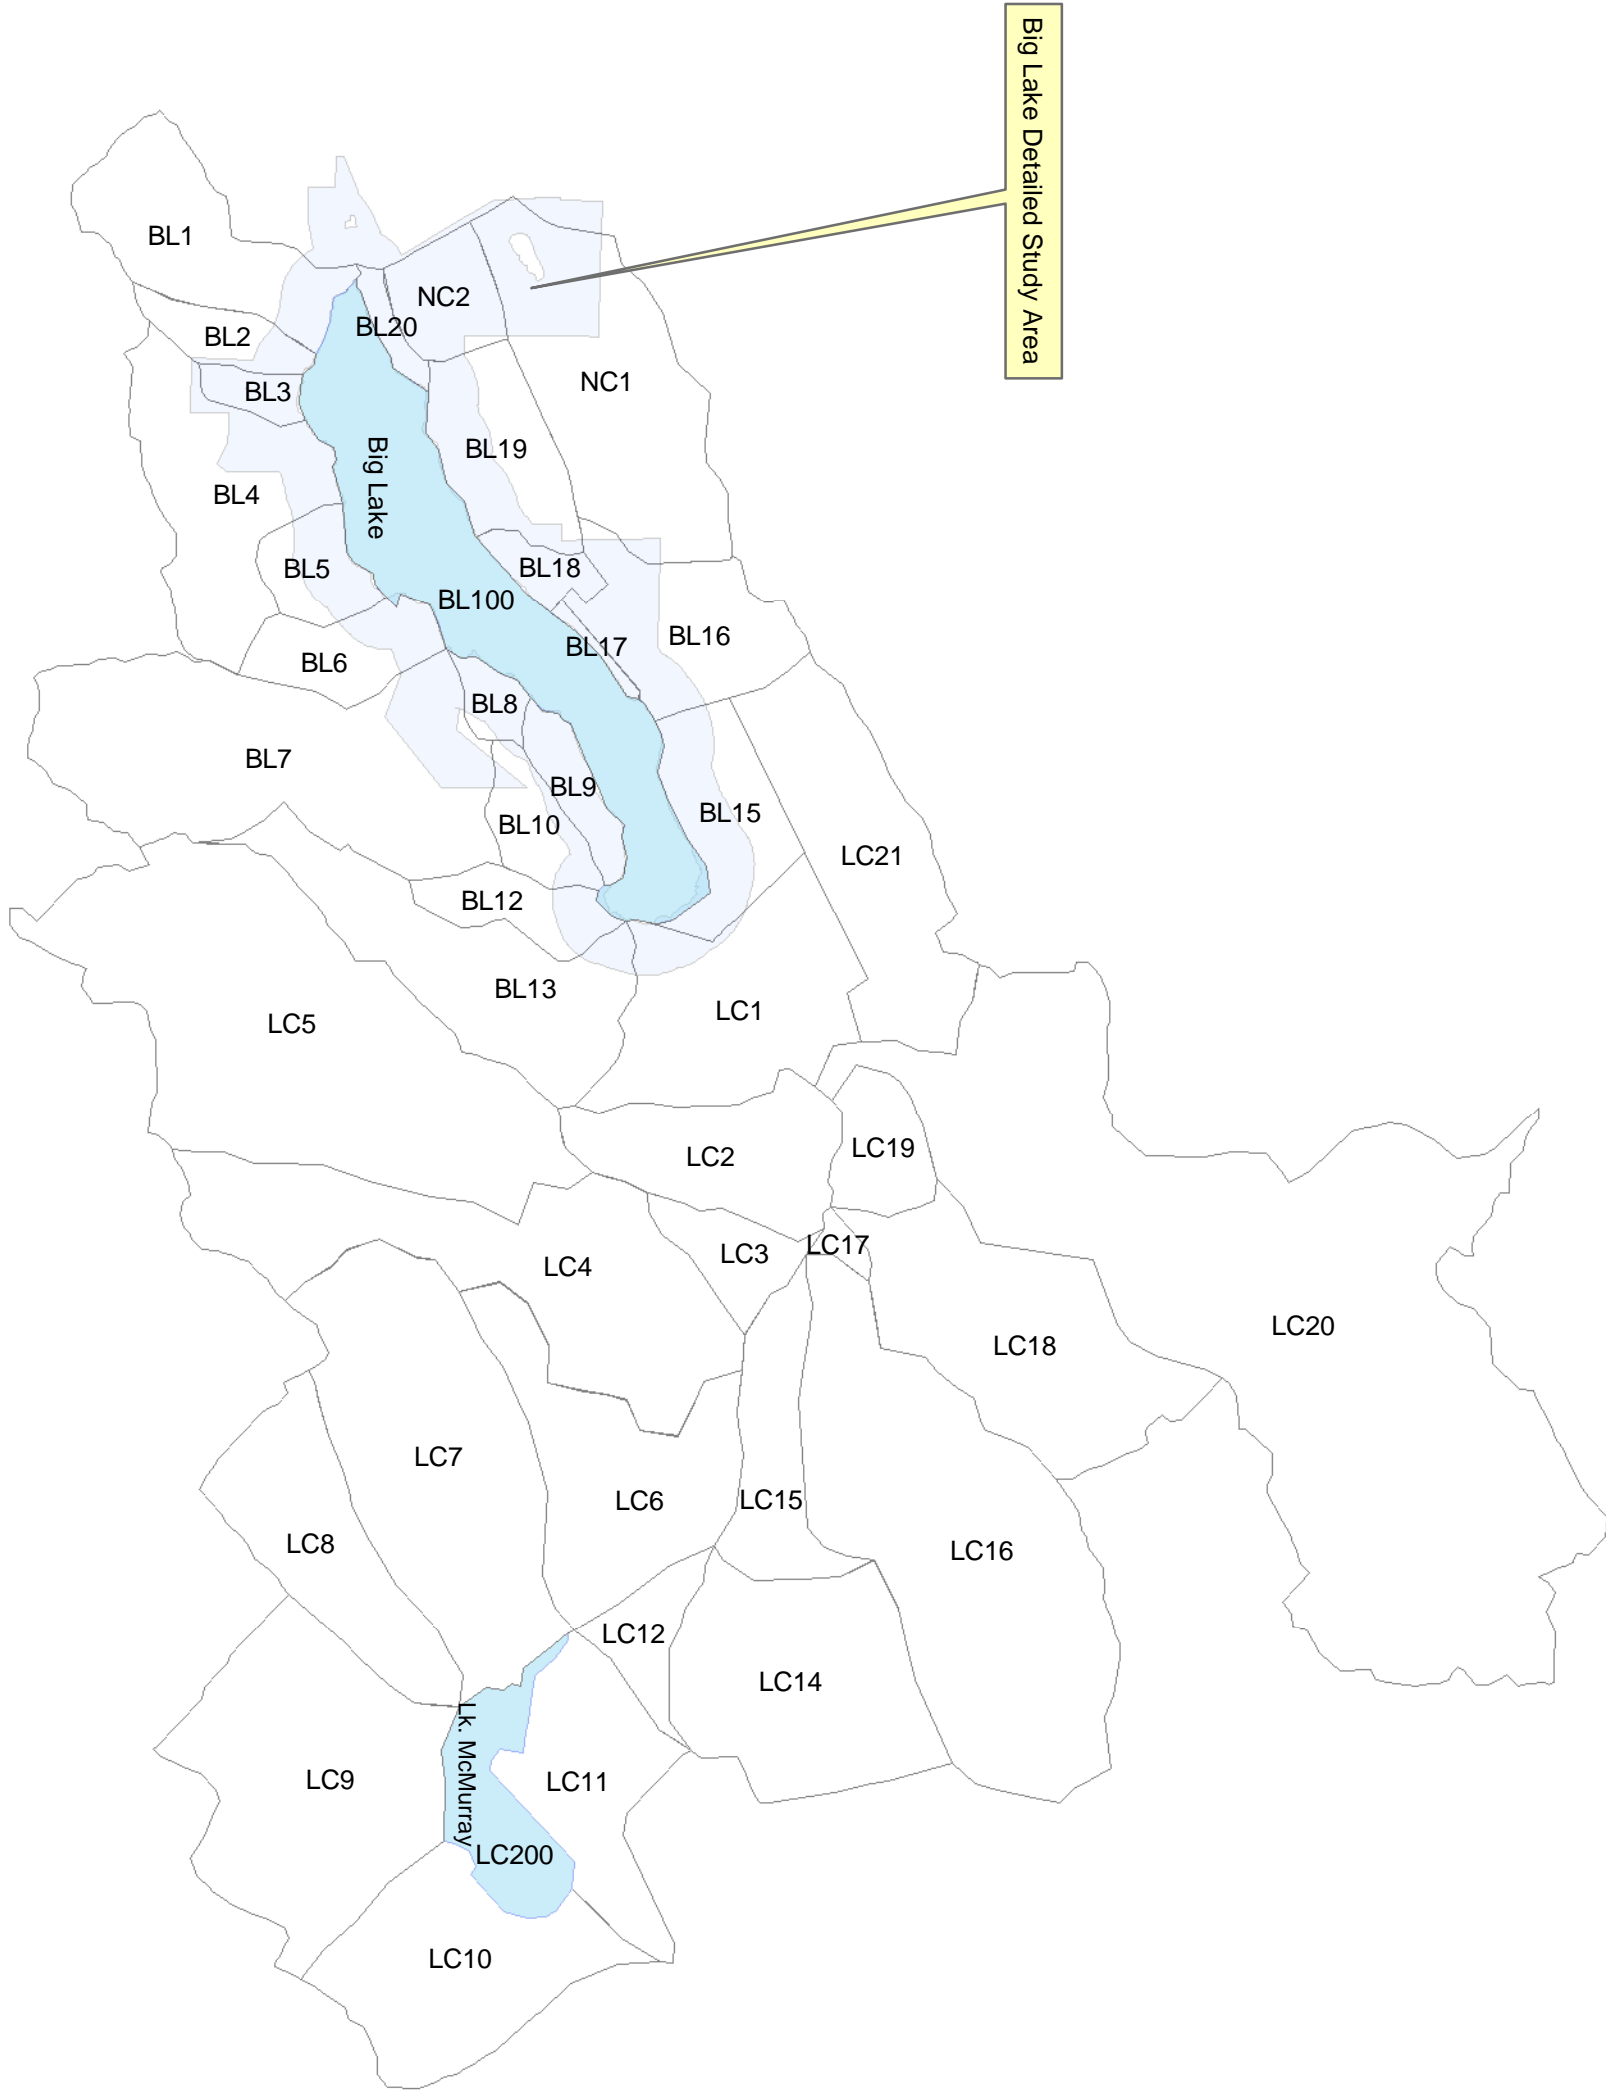 Big Lake Detailed Study Area
BL1
NC2
BL20
BL2
NC1
BL3
BL19
Big Lake
BL4
BL18
BL5
BL100
BL16
BL17
BL6
BL8
BL7
BL9
BL15
BL10
LC21
BL12
BL13
LC1
LC5
LC19
LC2
LC17
LC3
LC4
LC20
LC18
LC7
LC15
LC6
LC8
LC16
LC12
LC14
Lk. McMurray
LC9
LC11
LC200
LC10